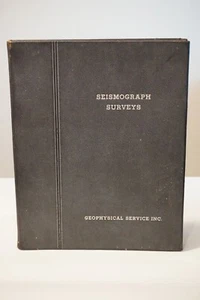 SEISMOGRAPH
SURVEYS
GEOPHYSICAL SERVICE INC.